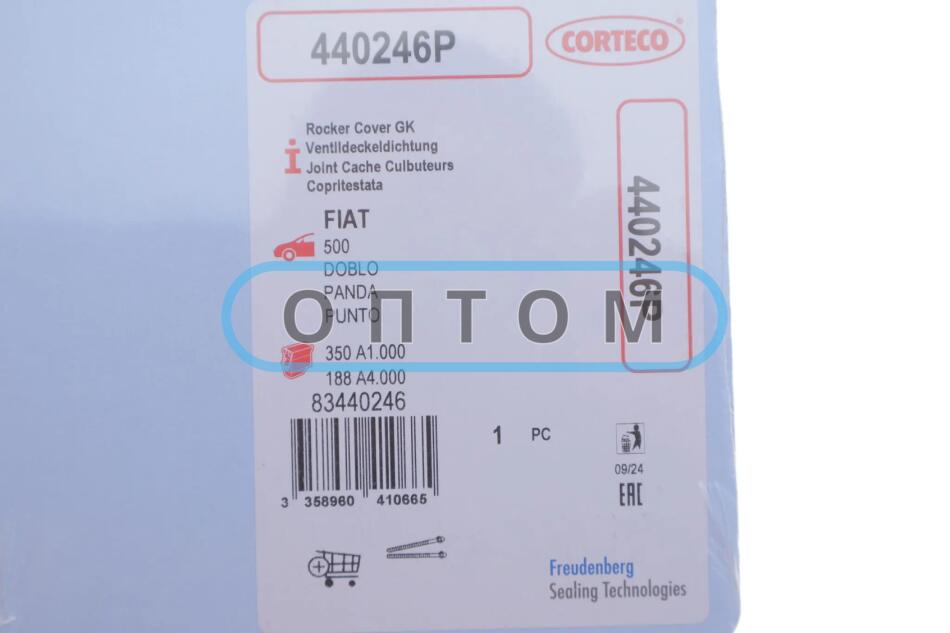 440246P
CORTECO
Rocker Cover GK
Ventildeckeldichtung
Joint Cache Culbuteurs
Copritestata
440246P
FIAT
500
DOBLO
PANDA
PUNTO
ОПТОМ
350 A1.000
188 A4.000
83440246
1 PC
3 358960 410665
09/24
EAC
Freudenberg
Sealing Technologies